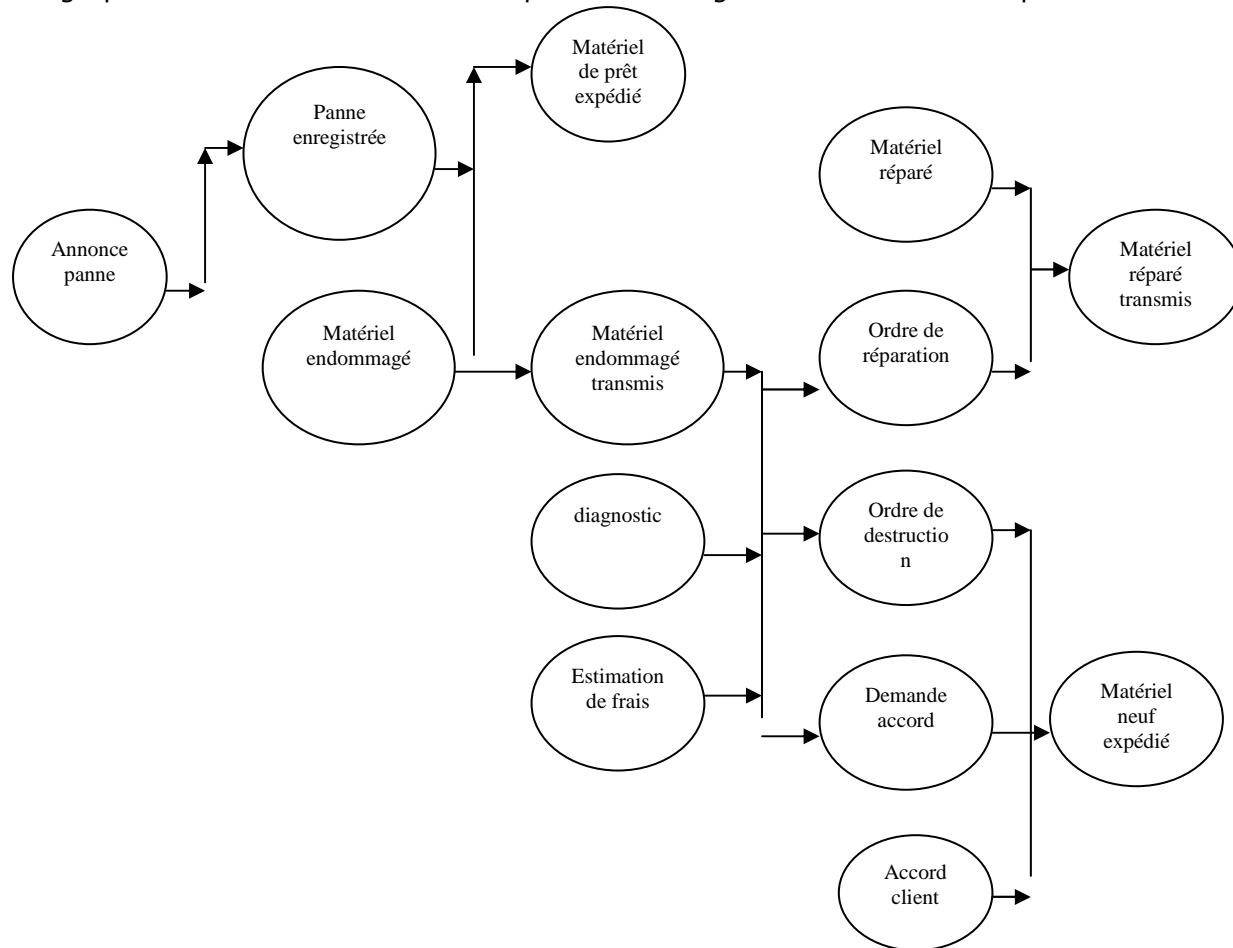 Matériel
de prêt
expédié
Panne
enregistrée
Matériel
réparé
Annonce
panne
Matériel
réparé
transmis
Matériel
endommagé
Matériel
endommagé
transmis
Ordre de
réparation
diagnostic
Ordre de
destructio
n
Estimation
de frais
Demande
accord
Matériel
neuf
expédié
Accord
client